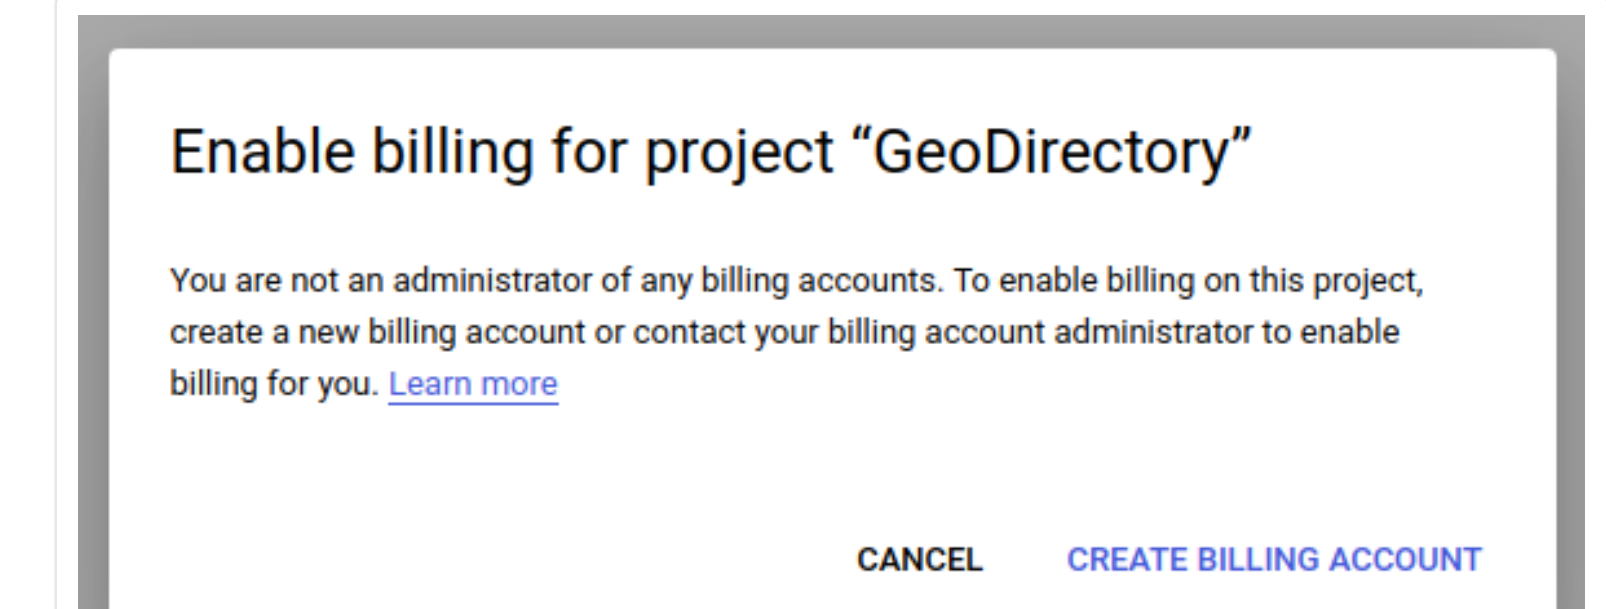 Enable billing for project “GeoDirectory”
You are not an administrator of any billing accounts. To enable billing on this project,
create a new billing account or contact your billing account administrator to enable
billing for you. Learn more
CANCEL CREATE BILLING ACCOUNT